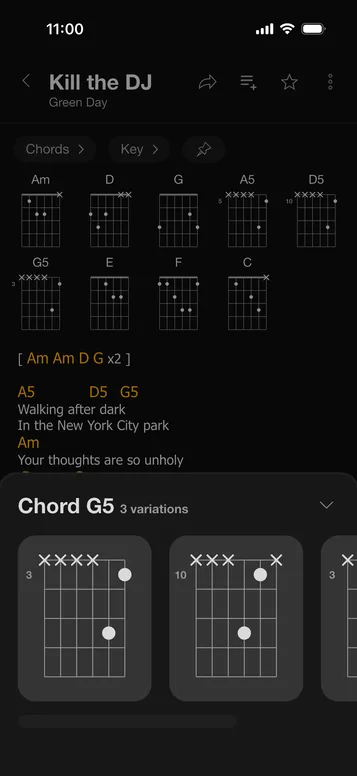 11:00
Kill the DJ
Green Day
Chords
Key
Am D G A5 D5
5 10
G5 E F C
3
[ Am Am D G x2 ]
A5 D5 G5
Walking after dark
In the New York City park
Am
Your thoughts are so unholy
Chord G5 3 variations
3 10 3